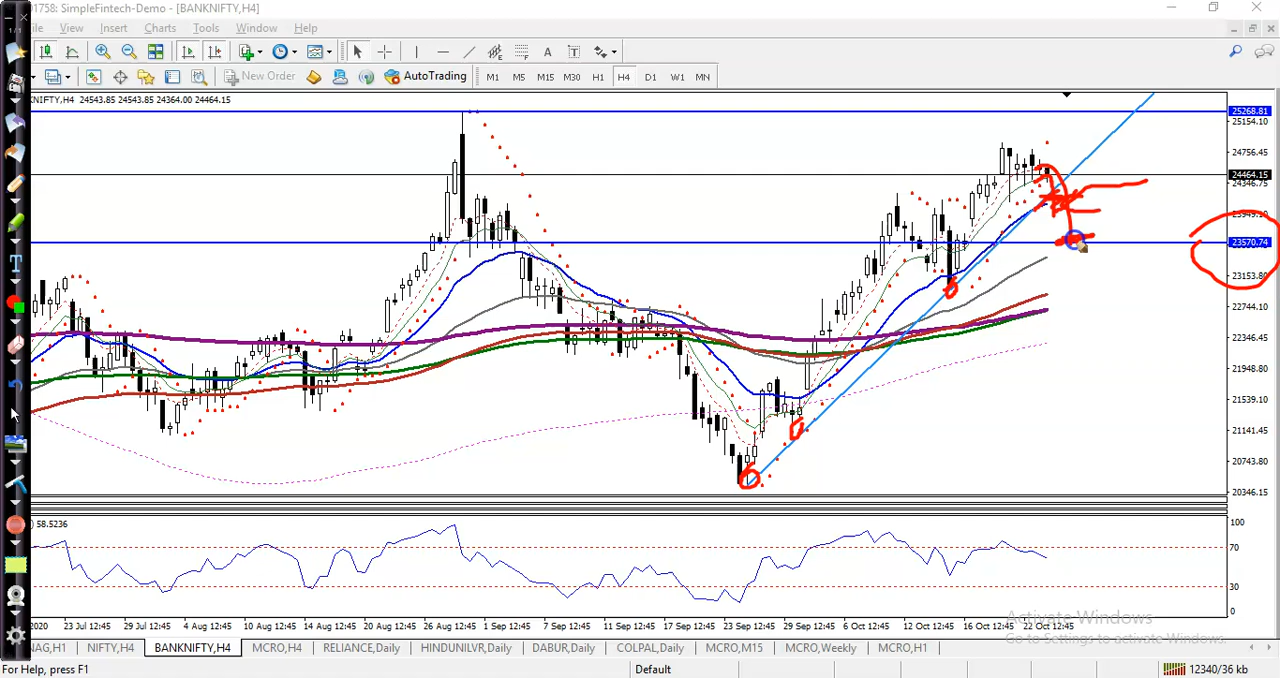 01758: SimpleFintech-Demo - [BANKNIFTY,H4]
ile View Insert Charts Tools Window Help
New Order AutoTrading M1 M5 M15 M30 H1 H4 D1 W1 MN
KNIFTY,H4 24543.85 24543.85 24364.00 24464.15
25268.81
25154.10
24756.45
24464.15
24346.75
23949.10
23570.74
23153.80
22744.10
22346.45
21948.80
21539.10
21141.45
20743.80
20346.15
58.5236
100
70
30
0
2020 23 Jul 12:45 29 Jul 12:45 4 Aug 12:45 10 Aug 12:45 14 Aug 12:45 20 Aug 12:45 26 Aug 12:45 1 Sep 12:45 7 Sep 12:45 11 Sep 12:45 17 Sep 12:45 23 Sep 12:45 29 Sep 12:45 6 Oct 12:45 12 Oct 12:45 16 Oct 12:45 22 Oct 12:45
Activate Windows
Go to Settings to activate Windows.
NAG,H1 NIFTY,H4 BANKNIFTY,H4 MCRO,H4 RELIANCE,Daily HINDUNILVR,Daily DABUR,Daily COLPAL,Daily MCRO,M15 MCRO,Weekly MCRO,H1
For Help, press F1 Default 12340/36 kb